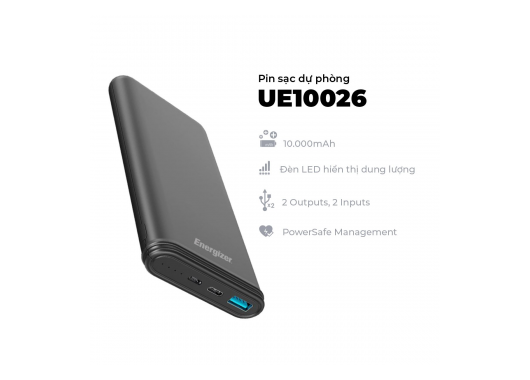 Pin sạc dự phòng
UE10026
10.000mAh
Đèn LED hiển thị dung lượng
x2
2 Outputs, 2 Inputs
PowerSafe Management
Energizer